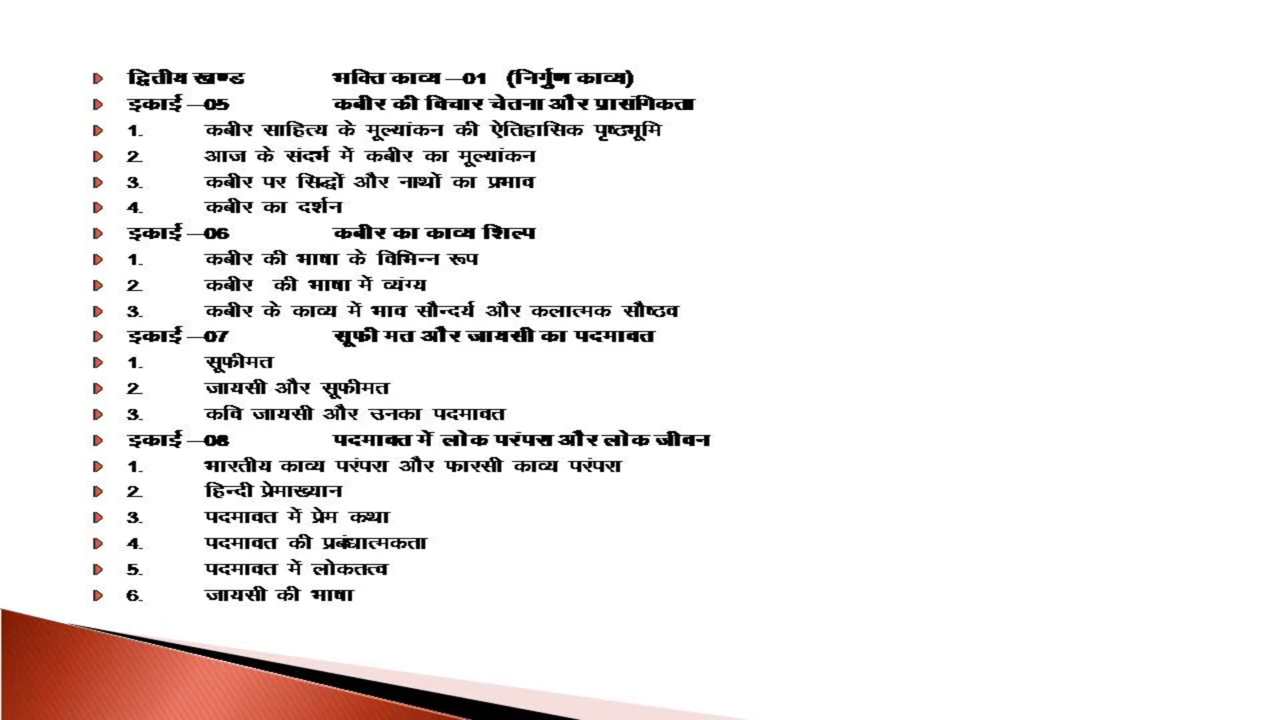 द्वितीय खण्ड भक्ति काव्य –01 (निर्गुण काव्य)
इकाई –05 कबीर की विचार चेतना और प्रासंगिकता
1. कबीर साहित्य के मूल्यांकन की ऐतिहासिक पृष्ठभूमि
2. आज के संदर्भ में कबीर का मूल्यांकन
3. कबीर पर सिद्धों और नाथों का प्रभाव
4. कबीर का दर्शन
इकाई –06 कबीर का काव्य शिल्प
1. कबीर की भाषा के विभिन्न रूप
2. कबीर की भाषा में व्यंग्य
3. कबीर के काव्य में भाव सौन्दर्य और कलात्मक सौष्ठव
इकाई –07 सूफी मत और जायसी का पदमावत
1. सूफीमत
2. जायसी और सूफीमत
3. कवि जायसी और उनका पदमावत
इकाई –08 पदमावत में लोक परंपरा और लोक जीवन
1. भारतीय काव्य परंपरा और फारसी काव्य परंपरा
2. हिन्दी प्रेमाख्यान
3. पदमावत में प्रेम कथा
4. पदमावत की प्रबंधात्मकता
5. पदमावत में लोकतत्व
6. जायसी की भाषा